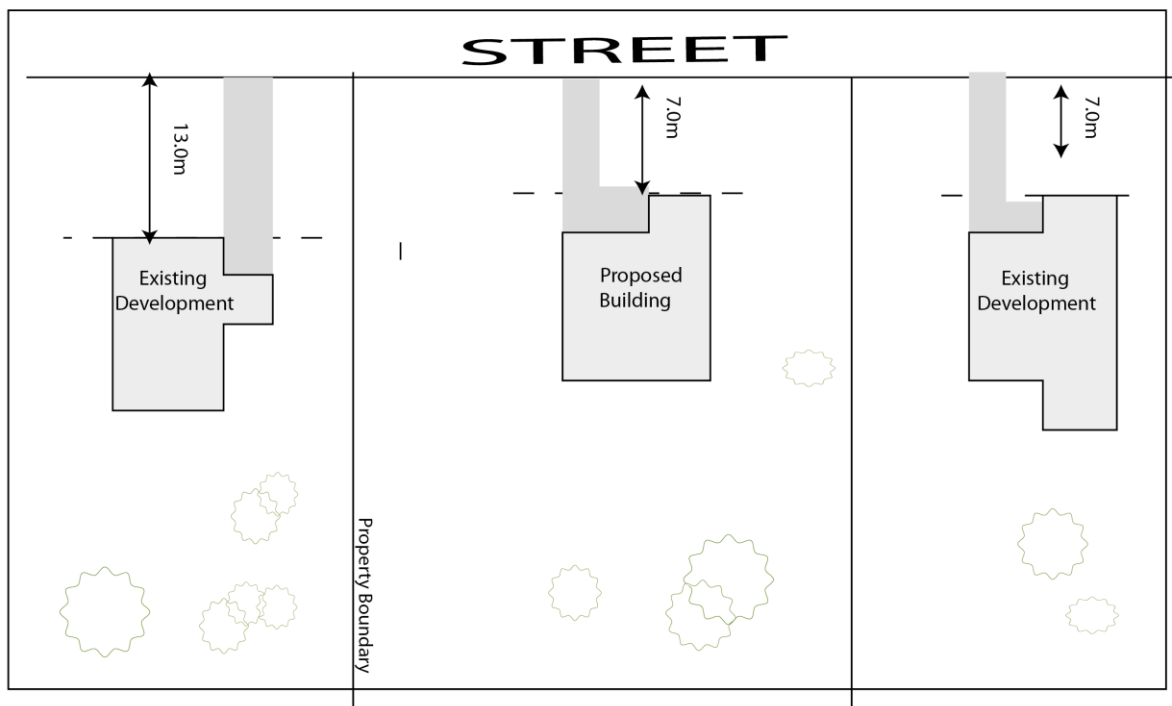 STREET
13.0m
7.0m
7.0m
Existing
Development
Proposed
Building
Existing
Development
Property Boundary